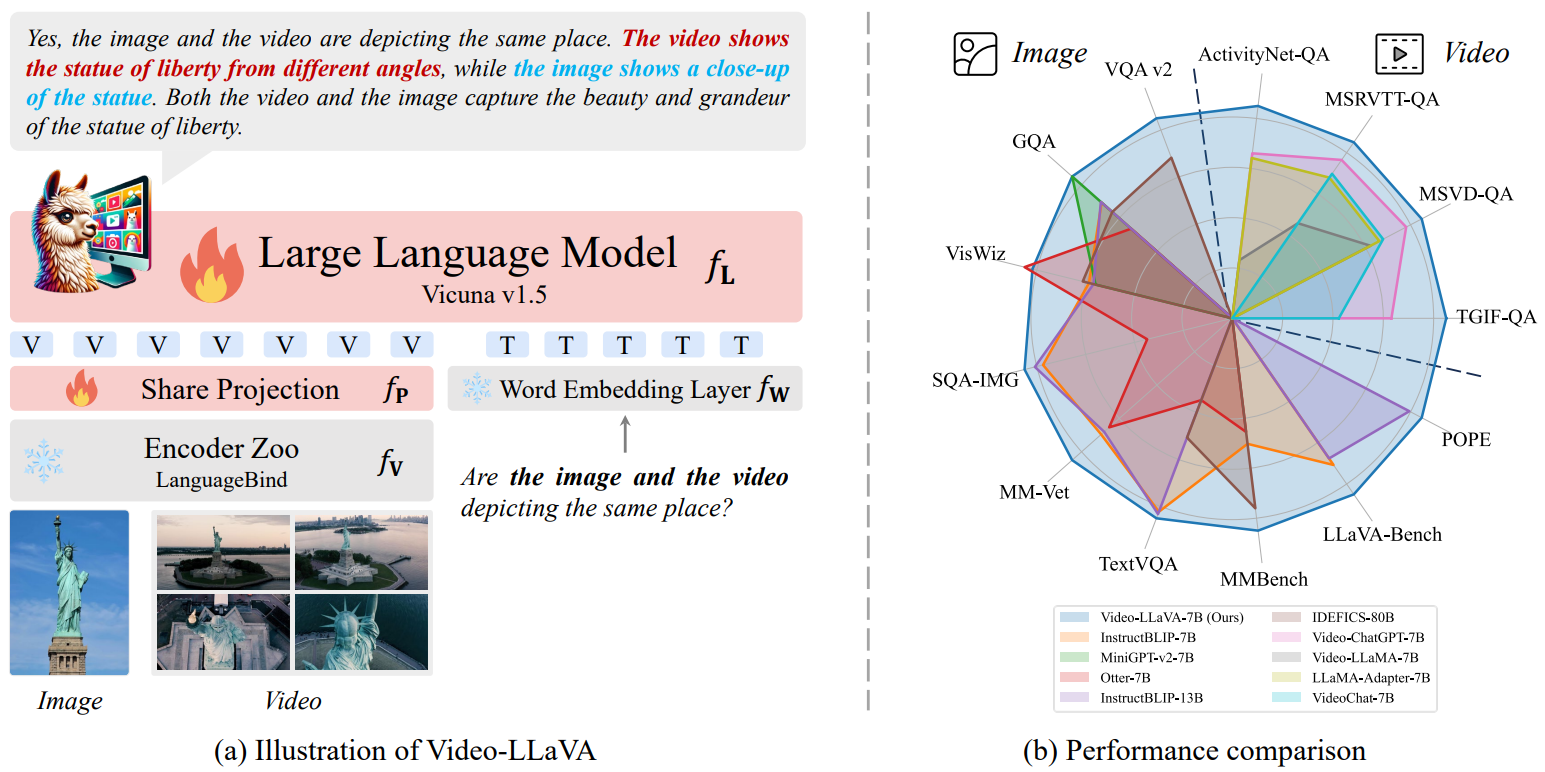 Yes, the image and the video are depicting the same place. The video shows
the statue of liberty from different angles, while the image shows a close-up
of the statue. Both the video and the image capture the beauty and grandeur
of the statue of liberty.
Large Language Model fL
Vicuna v1.5
V V V V V V V T T T T T
Share Projection fP
Word Embedding Layer fW
Encoder Zoo
LanguageBind
fV
Are the image and the video
depicting the same place?
Image
Video
(a) Illustration of Video-LLaVA
Image
Video
ActivityNet-QA
VQA v2
MSRVTT-QA
GQA
MSVD-QA
VisWiz
TGIF-QA
SQA-IMG
POPE
MM-Vet
LLaVA-Bench
TextVQA
MMBench
Video-LLaVA-7B (Ours)
InstructBLIP-7B
MiniGPT-v2-7B
Otter-7B
InstructBLIP-13B
IDEFICS-80B
Video-ChatGPT-7B
Video-LLaMA-7B
LLaMA-Adapter-7B
VideoChat-7B
(b) Performance comparison